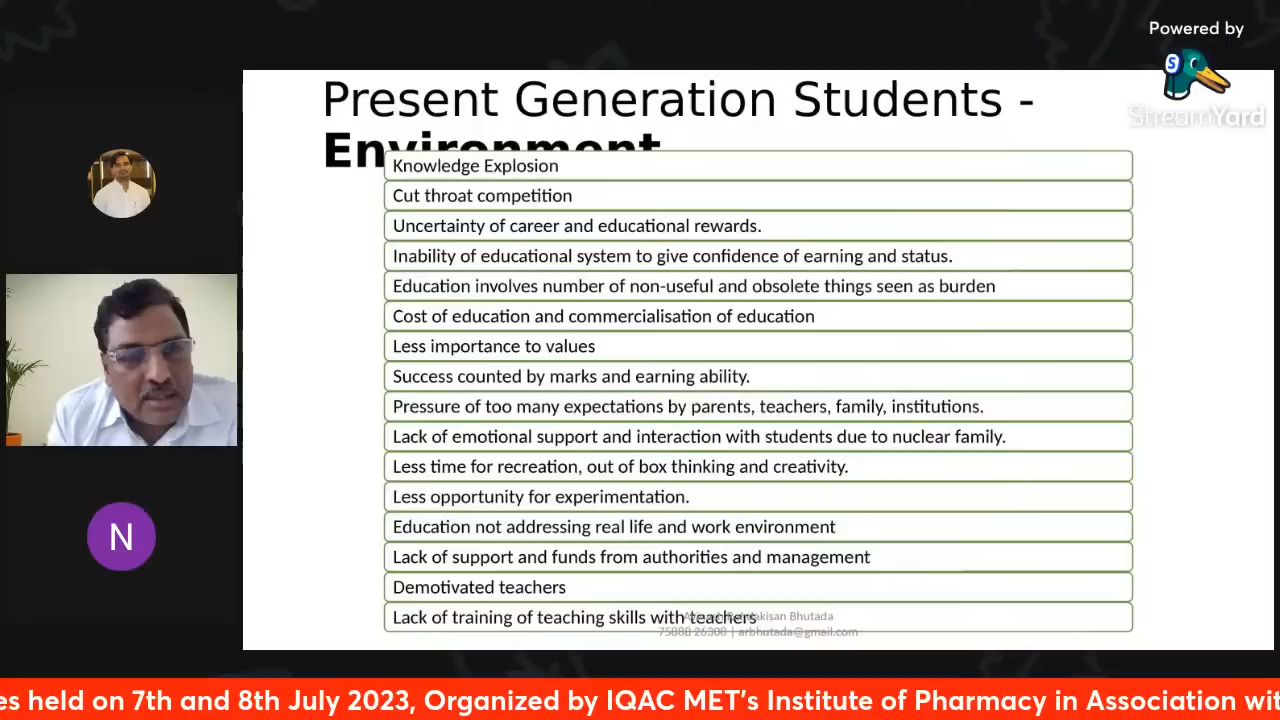 Powered by
StreamYard
Present Generation Students -
Environment
Knowledge Explosion
Cut throat competition
Uncertainty of career and educational rewards.
Inability of educational system to give confidence of earning and status.
Education involves number of non-useful and obsolete things seen as burden
Cost of education and commercialisation of education
Less importance to values
Success counted by marks and earning ability.
Pressure of too many expectations by parents, teachers, family, institutions.
Lack of emotional support and interaction with students due to nuclear family.
Less time for recreation, out of box thinking and creativity.
Less opportunity for experimentation.
Education not addressing real life and work environment
Lack of support and funds from authorities and management
Demotivated teachers
Lack of training of teaching skills with teachers
Bhutada
| arbhutada@gmail.com
N
es held on 7th and 8th July 2023, Organized by IQAC MET's Institute of Pharmacy in Association wit